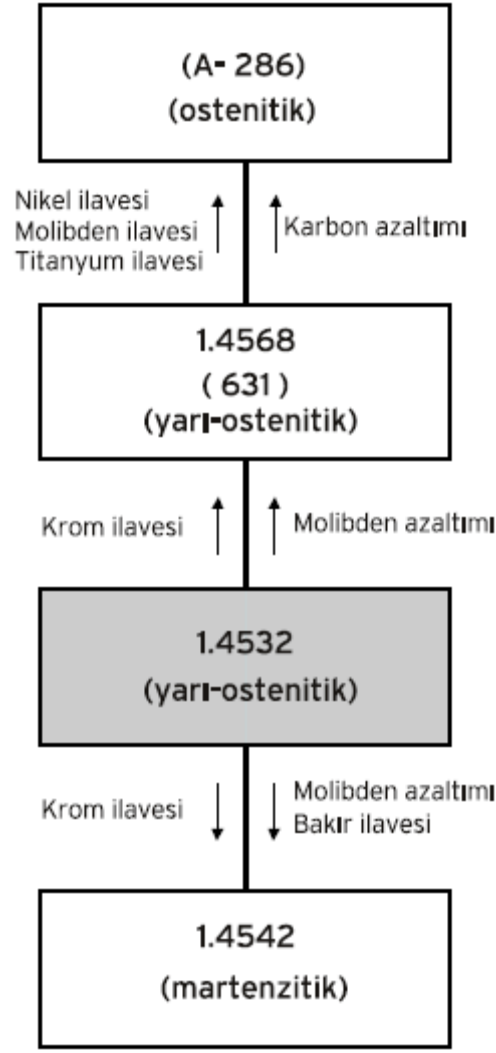 (A- 286)
(ostenitik)
Nikel ilavesi
Molibden ilavesi
Titanyum ilavesi
Karbon azaltımı
1.4568
( 631 )
(yarı-ostenitik)
Krom ilavesi
Molibden azaltımı
1.4532
(yarı-ostenitik)
Krom ilavesi
Molibden azaltımı
Bakır ilavesi
1.4542
(martenzitik)